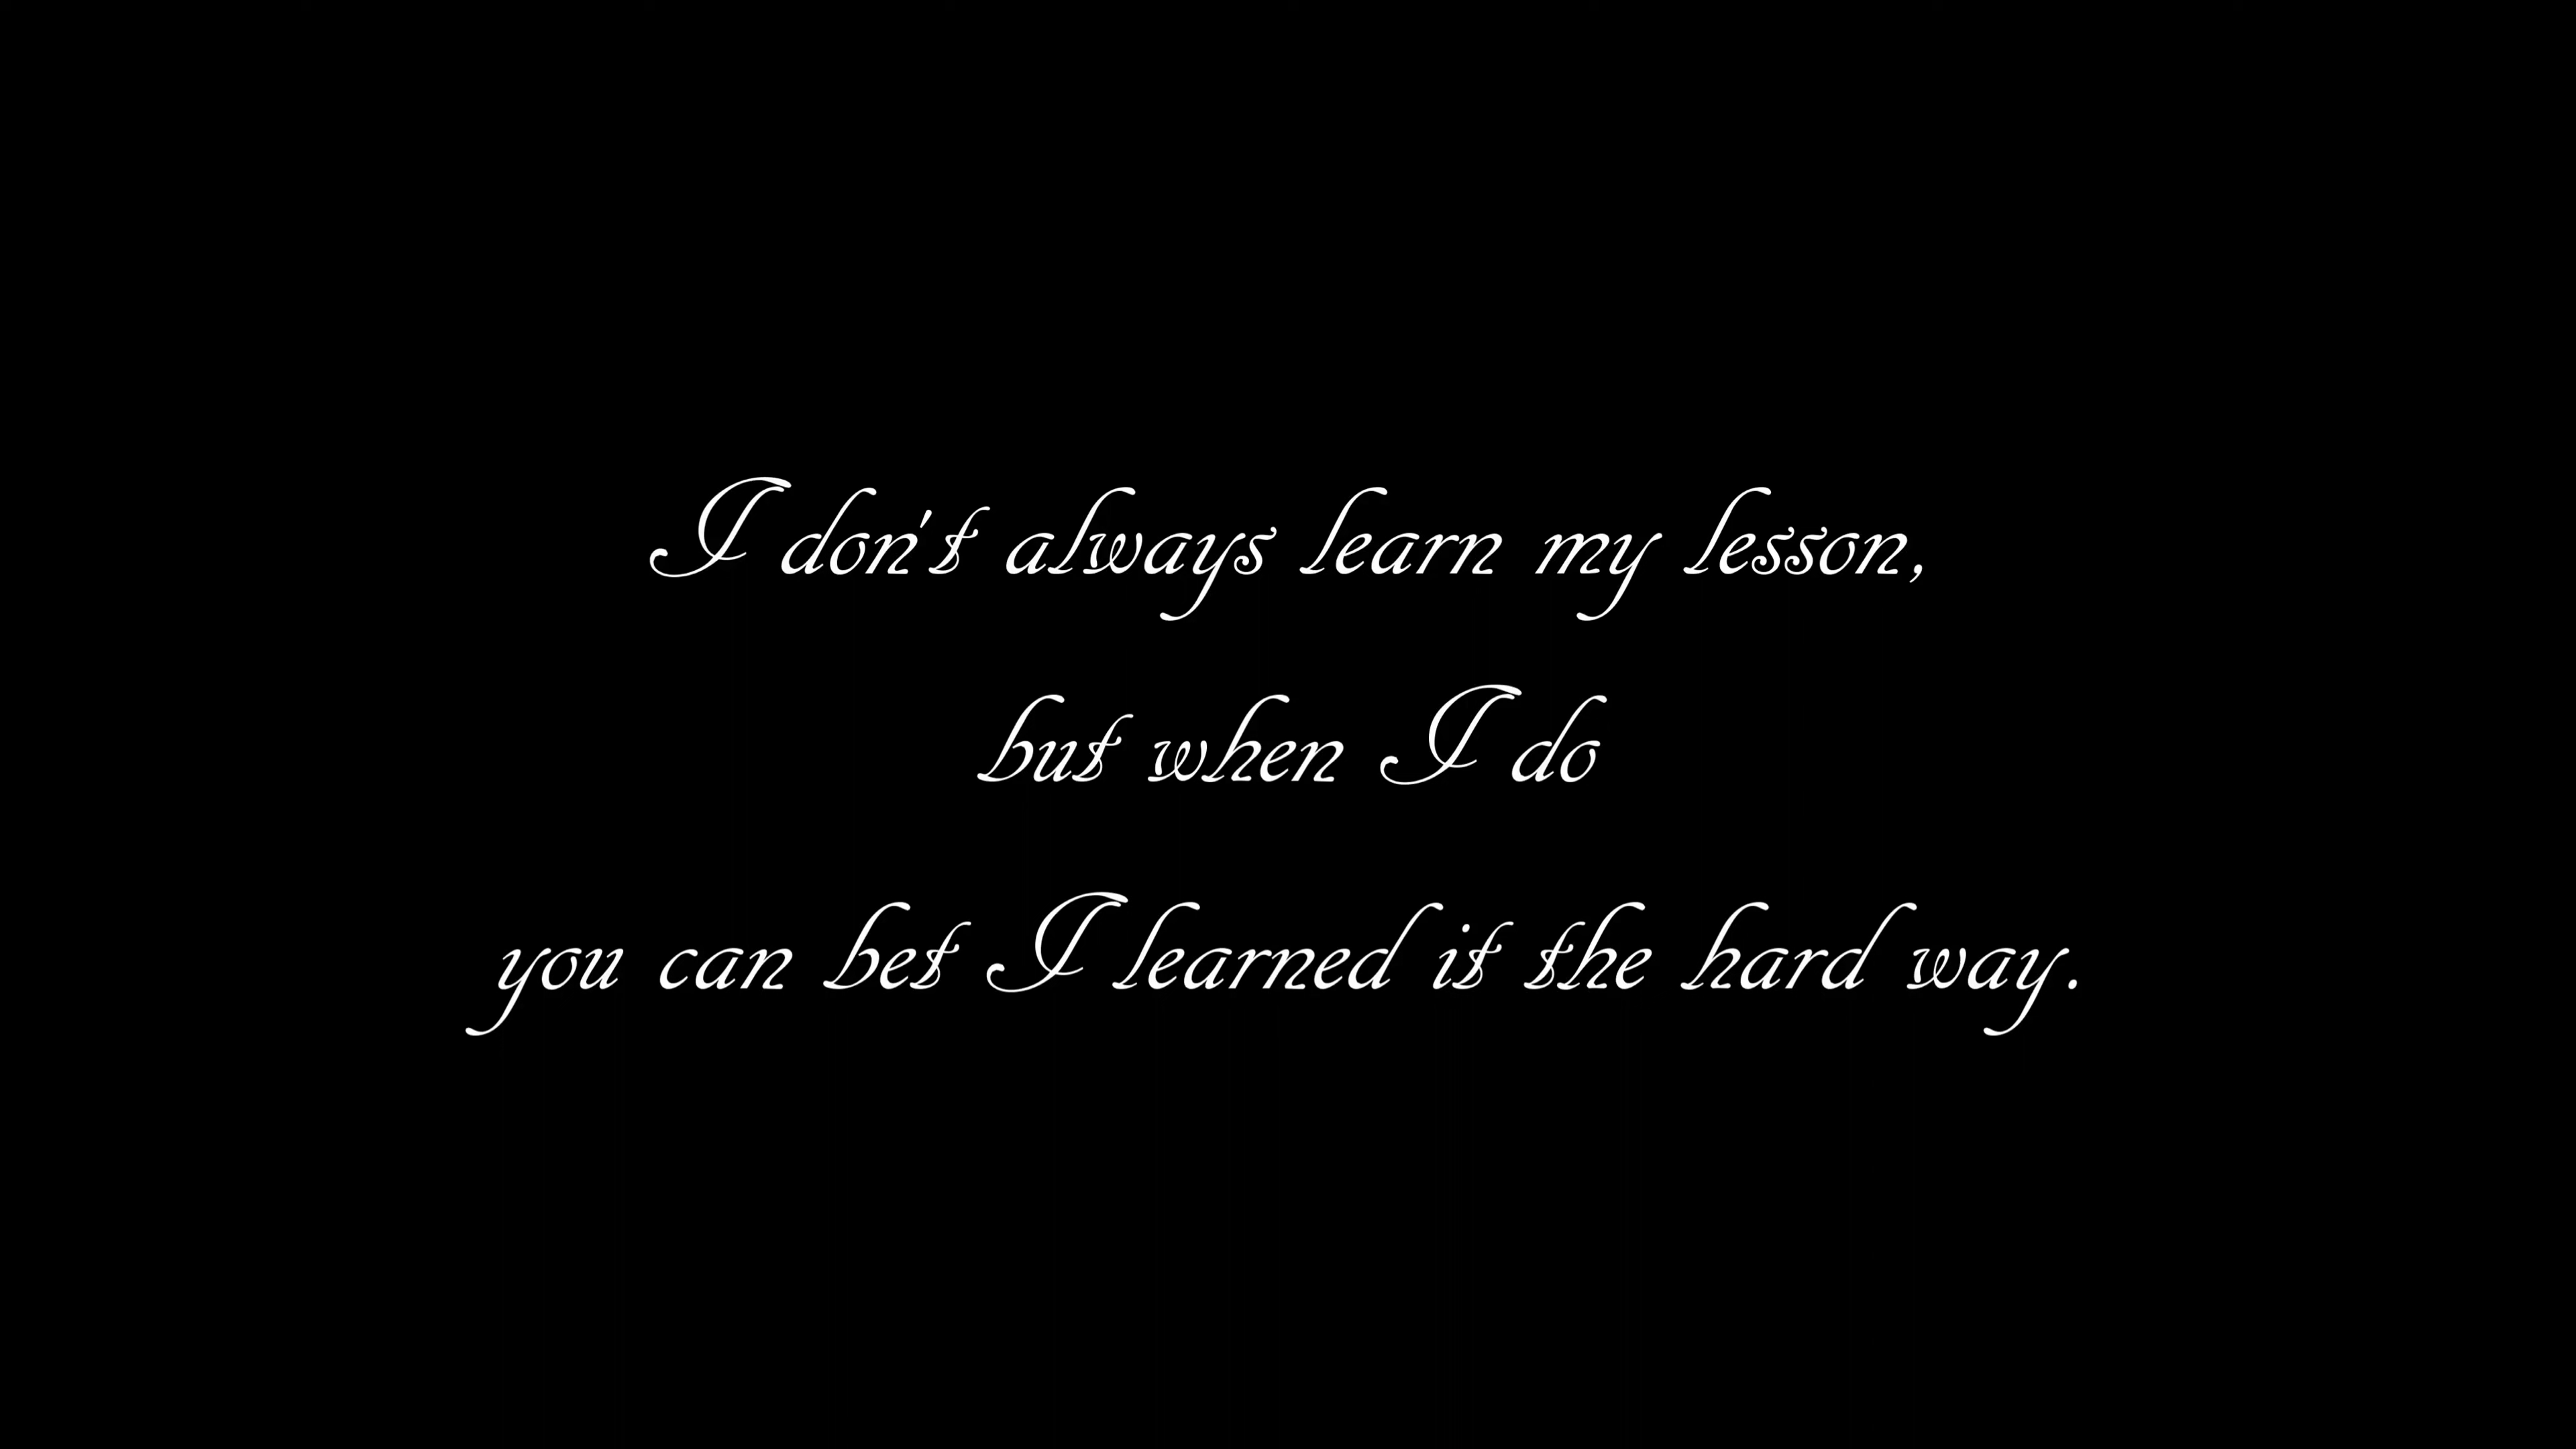 I don't always learn my lesson,
but when I do
you can bet I learned it the hard way.